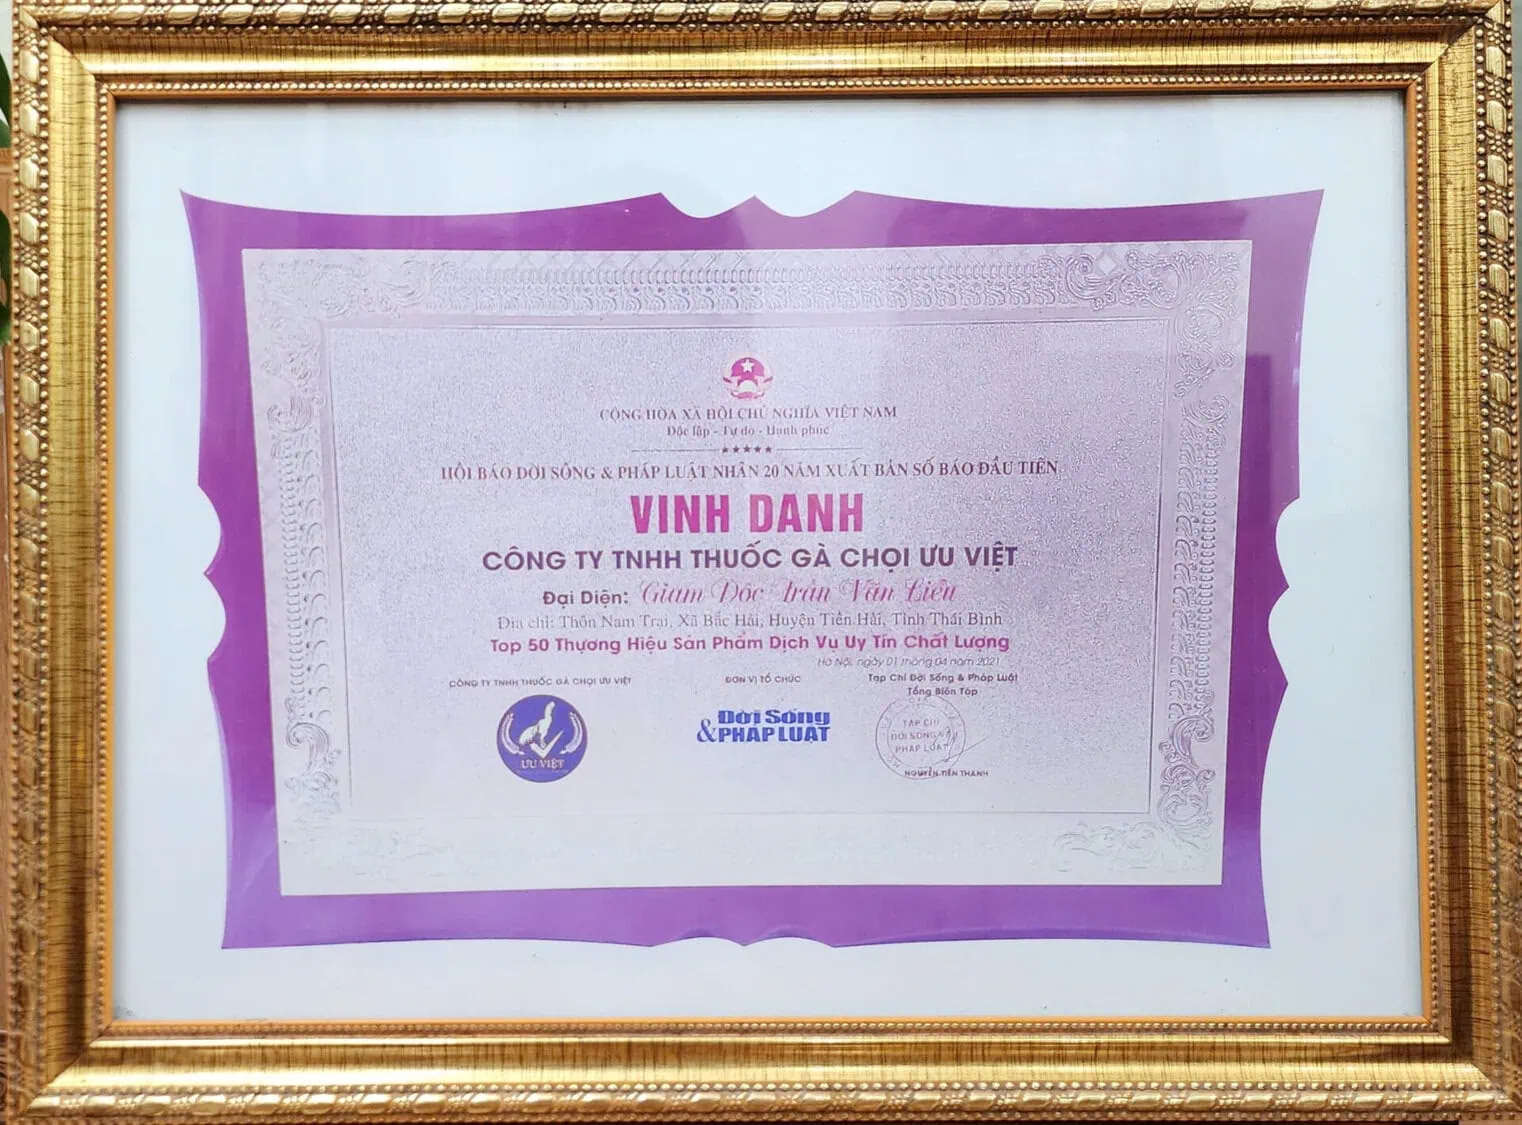 CỘNG HÒA XÃ HỘI CHỦ NGHĨA VIỆT NAM
Độc lập - Tự do - Hạnh phúc
HỘI BÁO ĐỜI SỐNG & PHÁP LUẬT NHÂN 20 NĂM XUẤT BẢN SỐ BÁO ĐẦU TIÊN
VINH DANH
CÔNG TY TNHH THUỐC GÀ CHỌI ƯU VIỆT
Đại Diện: Giám Đốc Trần Văn Liêu
Địa chỉ: Thôn Nam Trại, Xã Bắc Hải, Huyện Tiền Hải, Tỉnh Thái Bình
Top 50 Thương Hiệu Sản Phẩm Dịch Vụ Uy Tín Chất Lượng
Hà Nội, ngày 01 tháng 04 năm 2021
CÔNG TY TNHH THUỐC GÀ CHỌI ƯU VIỆT
ĐƠN VỊ TỔ CHỨC
Tạp Chí Đời Sống & Pháp Luật
Tổng Biên Tập
ƯU VIỆT
Đời Sống
& PHÁP LUẬT
TẠP CHÍ
ĐỜI SỐNG VÀ
PHÁP LUẬT
NGUYỄN TIẾN THANH